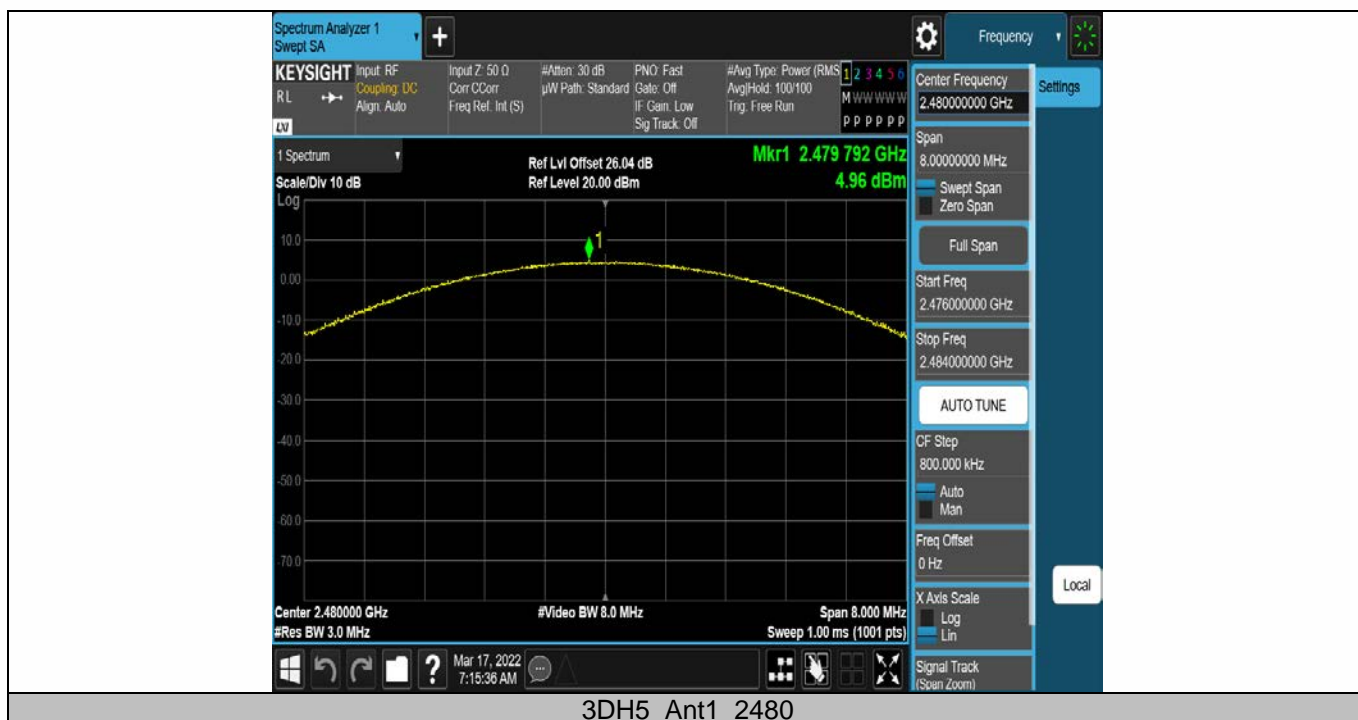 Spectrum Analyzer 1
Swept SA
+
Frequency
KEYSIGHT
RL
LXI
Input: RF
Coupling: DC
Align: Auto
Input Z: 50 Ω
Corr CCorr
Freq Ref: Int (S)
#Atten: 30 dB
µW Path: Standard
PNO: Fast
Gate: Off
IF Gain: Low
Sig Track: Off
#Avg Type: Power (RMS
Avg|Hold: 100/100
Trig: Free Run
1 2 3 4 5 6
M W W W W W
P P P P P P
1 Spectrum
Scale/Div 10 dB
Log
Ref Lvl Offset 26.04 dB
Ref Level 20.00 dBm
Mkr1 2.479 792 GHz
4.96 dBm
1
10.0
0.00
-10.0
-20.0
-30.0
-40.0
-50.0
-60.0
-70.0
Center 2.480000 GHz
#Res BW 3.0 MHz
#Video BW 8.0 MHz
Span 8.000 MHz
Sweep 1.00 ms (1001 pts)
Center Frequency
2.480000000 GHz
Settings
Span
8.00000000 MHz
Swept Span
Zero Span
Full Span
Start Freq
2.476000000 GHz
Stop Freq
2.484000000 GHz
AUTO TUNE
CF Step
800.000 kHz
Auto
Man
Freq Offset
0 Hz
X Axis Scale
Log
Lin
Local
Signal Track
(Span Zoom)
?
Mar 17, 2022
7:15:36 AM
3DH5_Ant1_2480